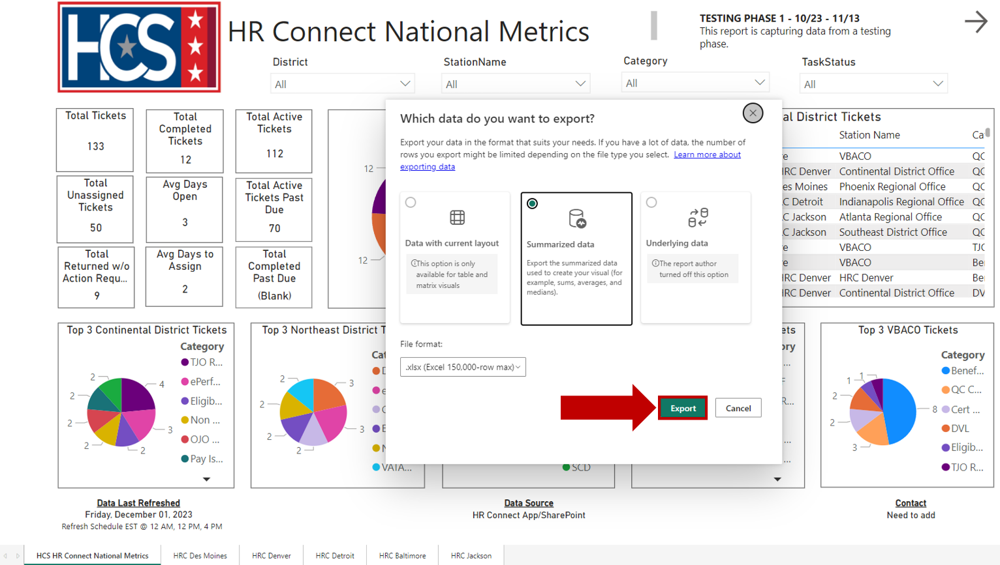 HCS
HR Connect National Metrics
TESTING PHASE 1 - 10/23 - 11/13
This report is capturing data from a testing
phase.
District
StationName
Category
TaskStatus
All
All
All
All
Total Tickets
133
Total
Completed
Tickets
12
Total Active
Tickets
112
Total
Unassigned
Tickets
50
Avg Days
Open
3
Total Active
Tickets Past
Due
70
Total
Returned w/o
Action Requ...
9
Avg Days to
Assign
2
Total
Completed
Past Due
(Blank)
12
12
Which data do you want to export?
Export your data in the format that suits your needs. If you have a lot of data, the number of
rows you export might be limited depending on the file type you select. Learn more about
exporting data
Data with current layout
This option is only
available for table and
matrix visuals
Summarized data
Export the summarized data
used to create your visual (for
example, sums, averages, and
medians).
Underlying data
The report author
turned off this option
File format:
.xlsx (Excel 150,000-row max)
Export
Cancel
al District Tickets
Station Name Ca
e VBACO QC
HRC Denver Continental District Office QC
es Moines Phoenix Regional Office QC
C Detroit Indianapolis Regional Office QC
C Jackson Atlanta Regional Office QC
C Jackson Southeast District Office QC
e VBACO TJC
e VBACO Be
HRC Denver HRC Denver Be
HRC Denver Continental District Office DV
Top 3 Continental District Tickets
Category
TJO R...
ePerf...
Eligib...
Non ...
OJO ...
Pay Is...
4
3
2
2
2
2
2
Top 3 Northeast District T
Cat
VATA...
3
3
2
2
2
2
SCD
ets
ry
Top 3 VBACO Tickets
Category
Benef...
QC C...
Cert ...
DVL
Eligib...
TJO R...
8
3
2
2
1
1
Data Last Refreshed
Friday, December 01, 2023
Refresh Schedule EST @ 12 AM, 12 PM, 4 PM
Data Source
HR Connect App/SharePoint
Contact
Need to add
HCS HR Connect National Metrics
HRC Des Moines
HRC Denver
HRC Detroit
HRC Baltimore
HRC Jackson